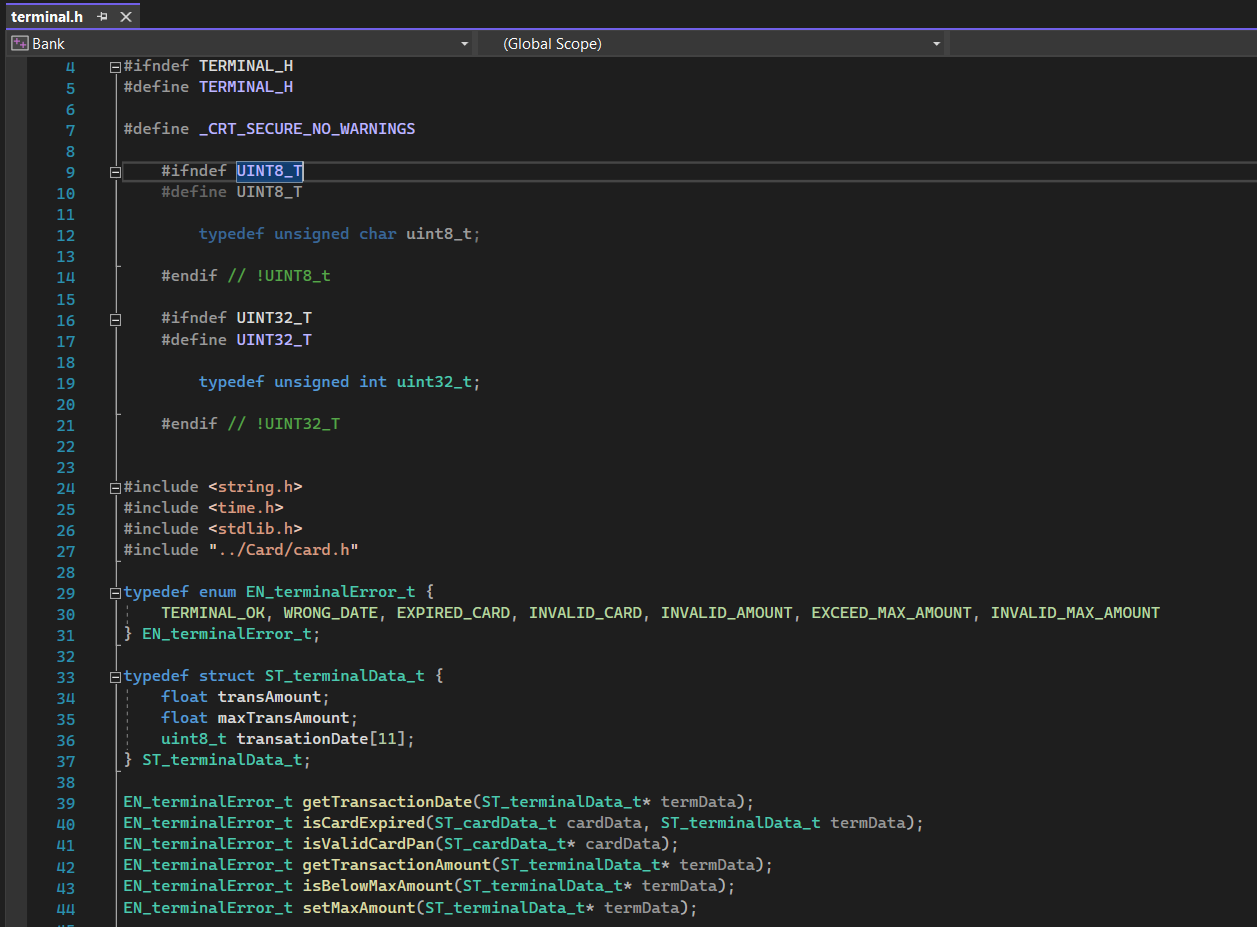 terminal.h
Bank (Global Scope)
4 #ifndef TERMINAL_H
5 #define TERMINAL_H
6
7 #define _CRT_SECURE_NO_WARNINGS
8
9 #ifndef UINT8_T
10 #define UINT8_T
11
12 typedef unsigned char uint8_t;
13
14 #endif // !UINT8_t
15
16 #ifndef UINT32_T
17 #define UINT32_T
18
19 typedef unsigned int uint32_t;
20
21 #endif // !UINT32_T
22
23
24 #include <string.h>
25 #include <time.h>
26 #include <stdlib.h>
27 #include "../Card/card.h"
28
29 typedef enum EN_terminalError_t {
30 TERMINAL_OK, WRONG_DATE, EXPIRED_CARD, INVALID_CARD, INVALID_AMOUNT, EXCEED_MAX_AMOUNT, INVALID_MAX_AMOUNT
31 } EN_terminalError_t;
32
33 typedef struct ST_terminalData_t {
34 float transAmount;
35 float maxTransAmount;
36 uint8_t transationDate[11];
37 } ST_terminalData_t;
38
39 EN_terminalError_t getTransactionDate(ST_terminalData_t* termData);
40 EN_terminalError_t isCardExpired(ST_cardData_t cardData, ST_terminalData_t termData);
41 EN_terminalError_t isValidCardPan(ST_cardData_t* cardData);
42 EN_terminalError_t getTransactionAmount(ST_terminalData_t* termData);
43 EN_terminalError_t isBelowMaxAmount(ST_terminalData_t* termData);
44 EN_terminalError_t setMaxAmount(ST_terminalData_t* termData);